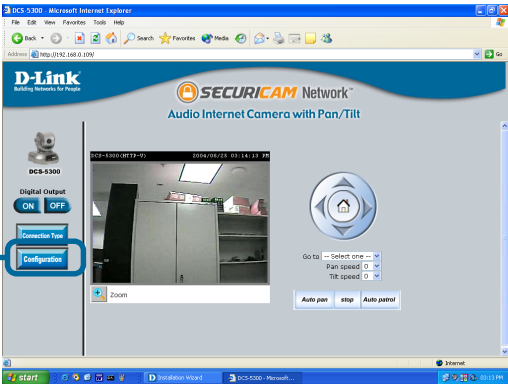 DCS-5300 - Microsoft Internet Explorer
File Edit View Favorites Tools Help
Back Search Favorites Media
Address http://192.168.0.109/ Go
D-Link
Building Networks for People
SECURICAM Network™
Audio Internet Camera with Pan/Tilt
DCS-5300
Digital Output
ON OFF
Connection Type
Configuration
DCS-5300(HTTP-V) 2004/08/23 03:14:13 PM
Zoom
Go to -- Select one --
Pan speed 0
Tilt speed 0
Auto pan stop Auto patrol
Internet
start Installation Wizard DCS-5300 - Microsoft... 03:13 PM